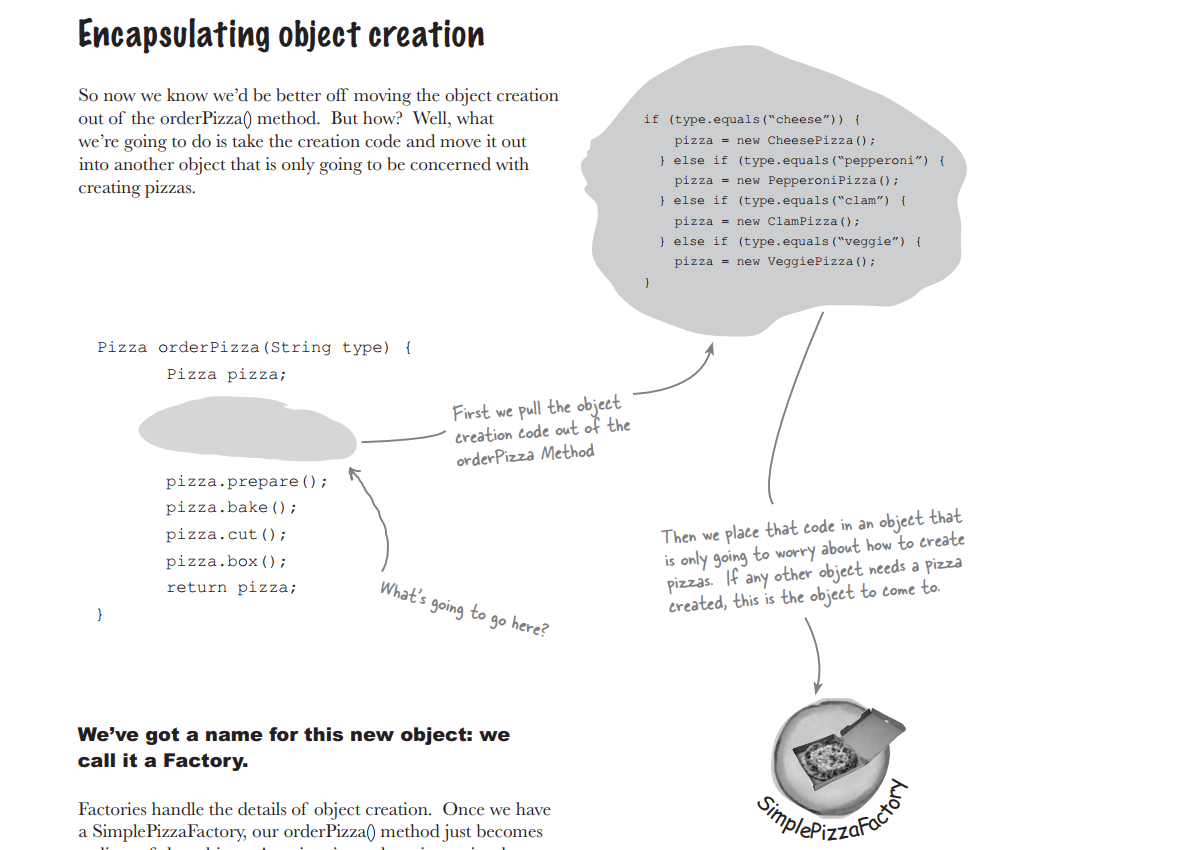 Encapsulating object creation
So now we know we'd be better off moving the object creation
out of the orderPizza() method.  But how?  Well, what
we're going to do is take the creation code and move it out
into another object that is only going to be concerned with
creating pizzas.
if (type.equals("cheese")) {
pizza = new CheesePizza();
} else if (type.equals("pepperoni") {
pizza = new PepperoniPizza();
} else if (type.equals("clam") {
pizza = new ClamPizza();
} else if (type.equals("veggie") {
pizza = new VeggiePizza();
}
Pizza orderPizza(String type) {
Pizza pizza;
pizza.prepare();
pizza.bake();
pizza.cut();
pizza.box();
return pizza;
}
First we pull the object
creation code out of the
orderPizza Method
What's going to go here?
Then we place that code in an object that
is only going to worry about how to create
pizzas.  If any other object needs a pizza
created, this is the object to come to.
SimplePizzaFactory
We've got a name for this new object: we
call it a Factory.
Factories handle the details of object creation.  Once we have
a SimplePizzaFactory, our orderPizza() method just becomes